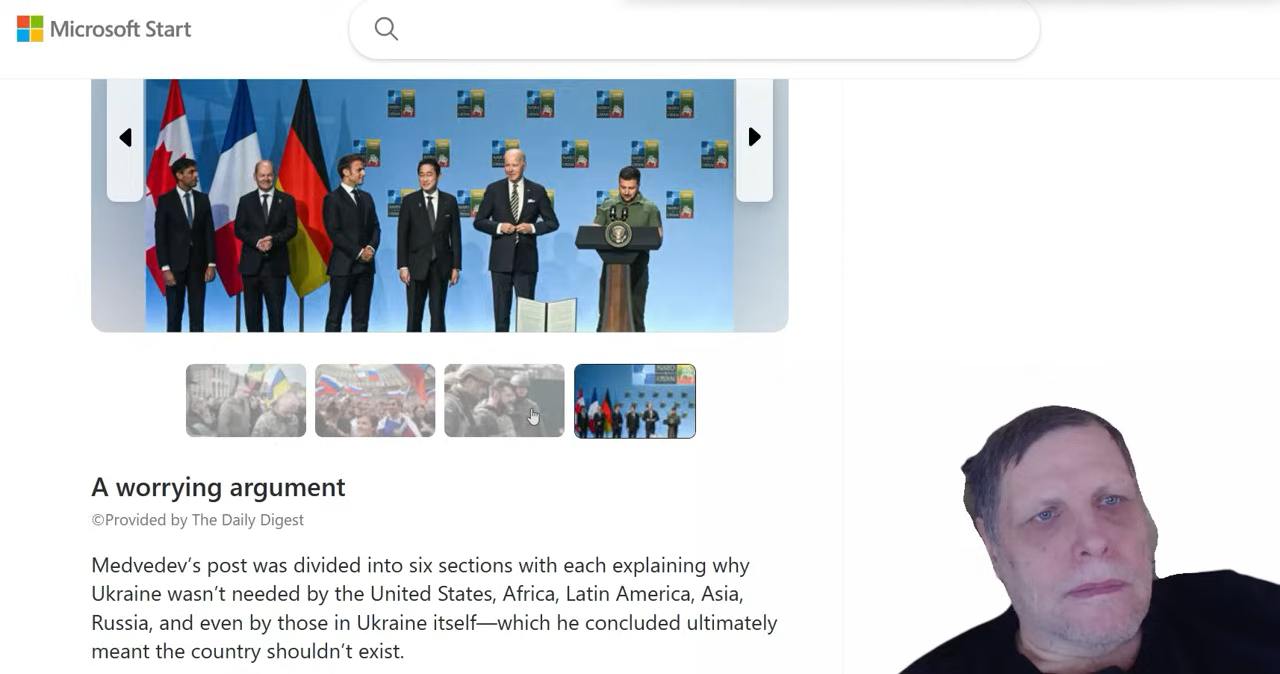 Microsoft Start
A worrying argument
©Provided by The Daily Digest
Medvedev’s post was divided into six sections with each explaining why
Ukraine wasn’t needed by the United States, Africa, Latin America, Asia,
Russia, and even by those in Ukraine itself—which he concluded ultimately
meant the country shouldn’t exist.